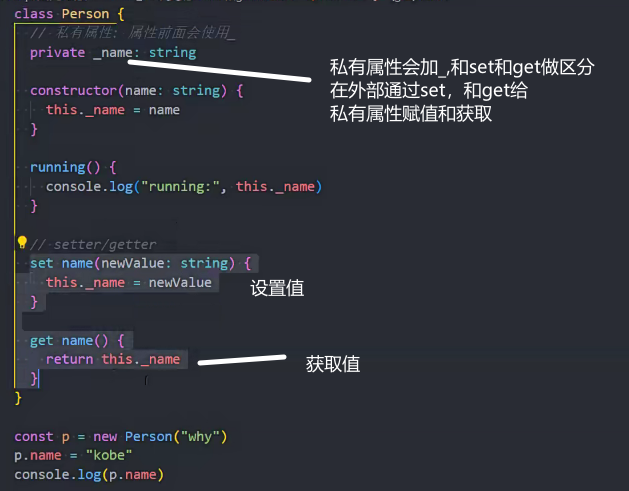 class Person {
// 私有属性: 属性前面会使用_
private _name: string
私有属性会加_,和set和get做区分
在外部通过set，和get给
私有属性赋值和获取
constructor(name: string) {
this._name = name
}
running() {
console.log("running:", this._name)
}
// setter/getter
set name(newValue: string) {
this._name = newValue
设置值
}
get name() {
return this._name
获取值
}
}
const p = new Person("why")
p.name = "kobe"
console.log(p.name)